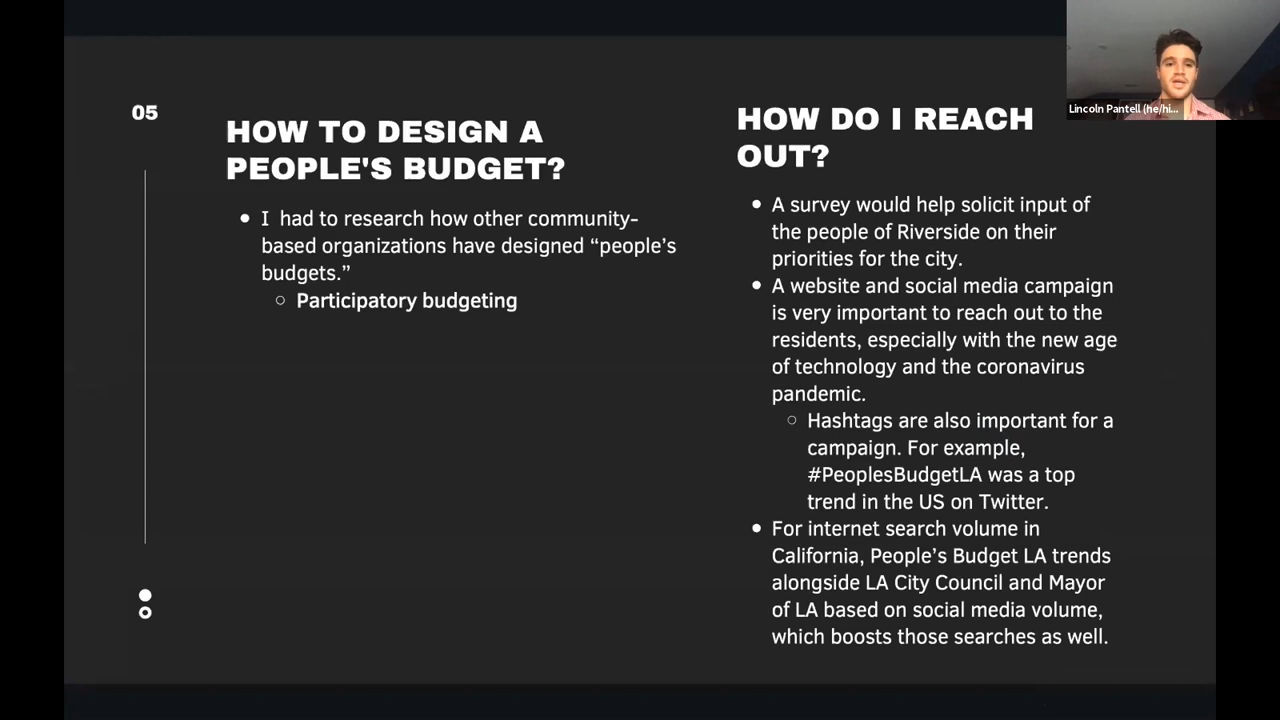 05
HOW TO DESIGN A
PEOPLE'S BUDGET?
• I  had to research how other community-
based organizations have designed “people’s
budgets.”
○ Participatory budgeting
HOW DO I REACH
OUT?
• A survey would help solicit input of
the people of Riverside on their
priorities for the city.
• A website and social media campaign
is very important to reach out to the
residents, especially with the new age
of technology and the coronavirus
pandemic.
○ Hashtags are also important for a
campaign. For example,
#PeoplesBudgetLA was a top
trend in the US on Twitter.
• For internet search volume in
California, People’s Budget LA trends
alongside LA City Council and Mayor
of LA based on social media volume,
which boosts those searches as well.
Lincoln Pantell (he/hi...